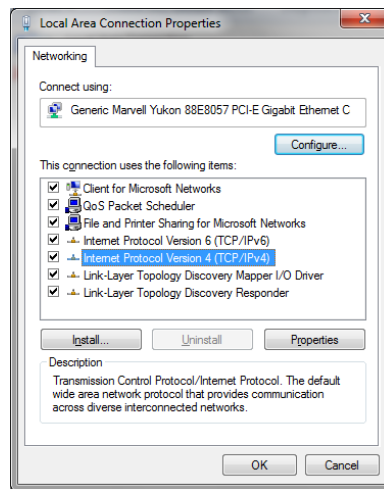 Local Area Connection Properties
Networking
Connect using:
Generic Marvell Yukon 88E8057 PCI-E Gigabit Ethernet C
Configure...
This connection uses the following items:
Client for Microsoft Networks
QoS Packet Scheduler
File and Printer Sharing for Microsoft Networks
Internet Protocol Version 6 (TCP/IPv6)
Internet Protocol Version 4 (TCP/IPv4)
Link-Layer Topology Discovery Mapper I/O Driver
Link-Layer Topology Discovery Responder
Install... Uninstall Properties
Description
Transmission Control Protocol/Internet Protocol. The default
wide area network protocol that provides communication
across diverse interconnected networks.
OK Cancel